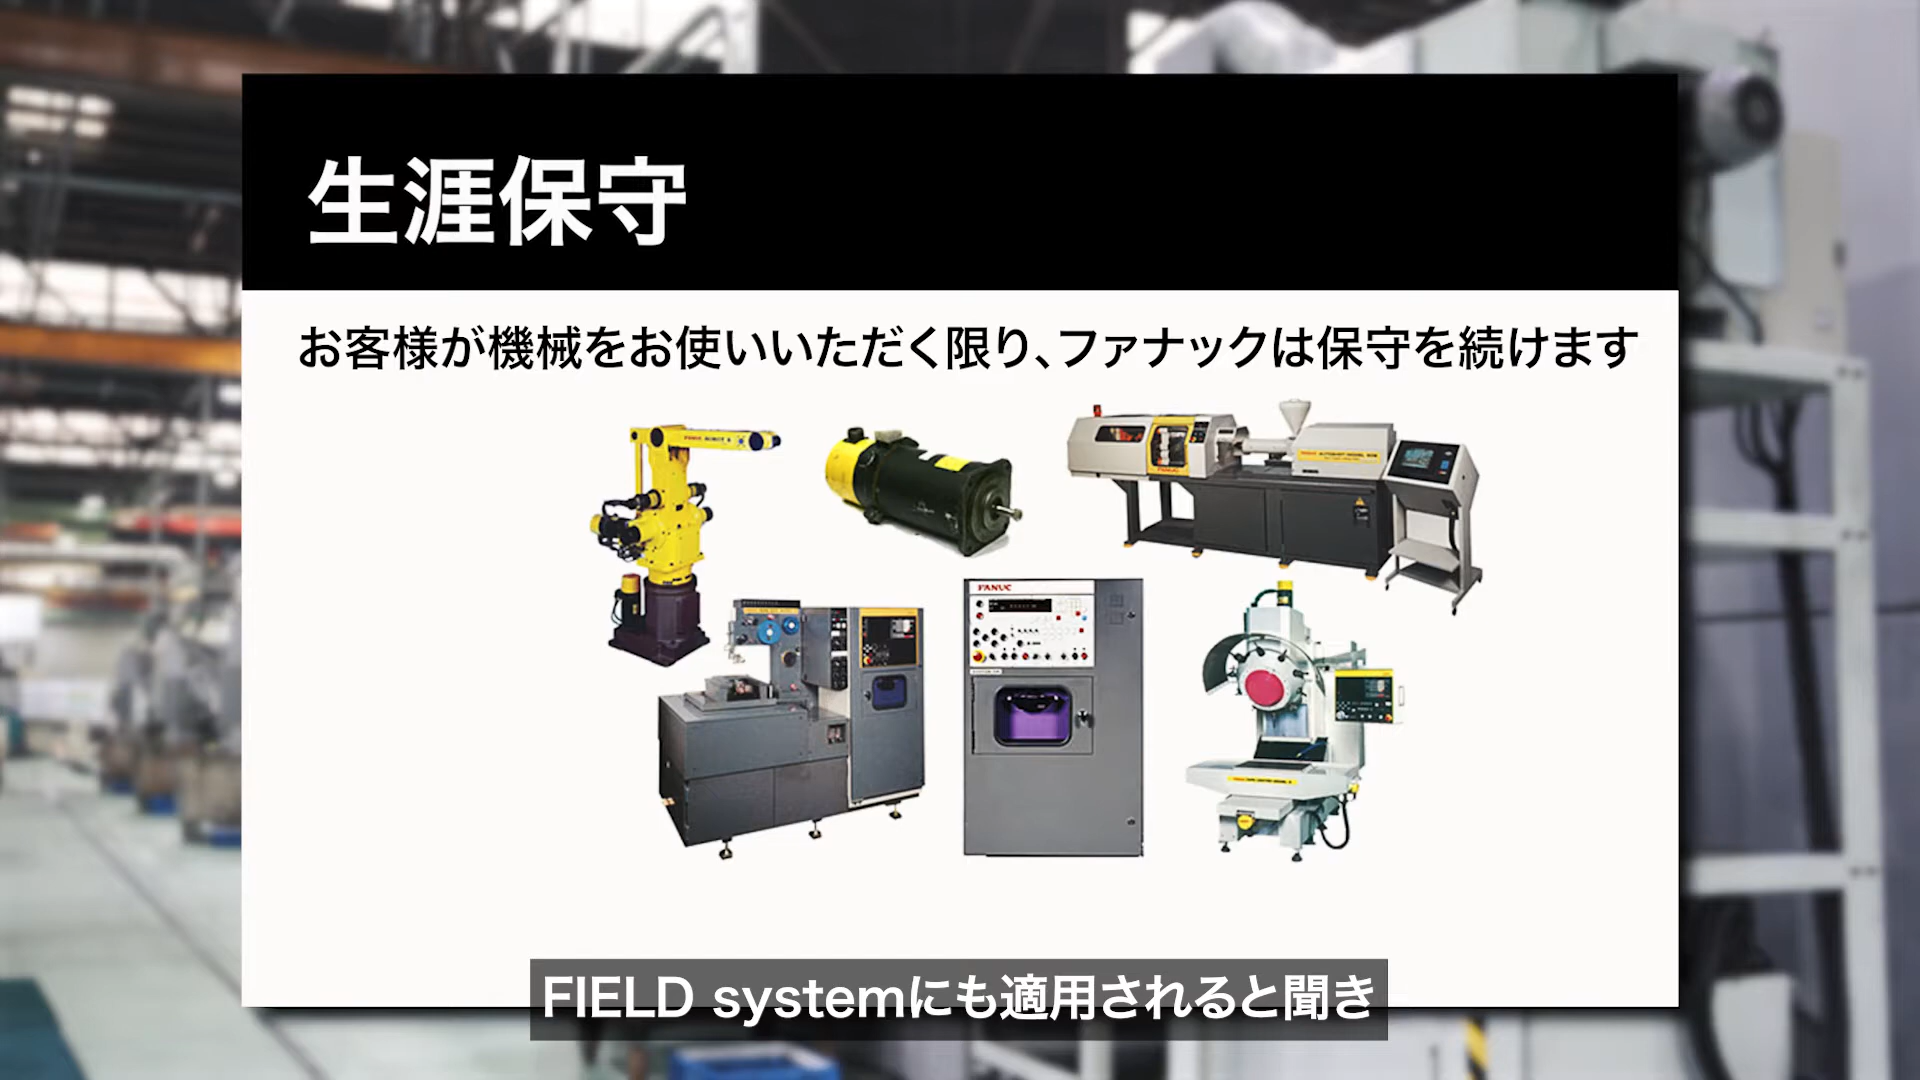 生涯保守
お客様が機械をお使いいただく限り、ファナックは保守を続けます
FANUC
FANUC
FIELD systemにも適用されると聞き